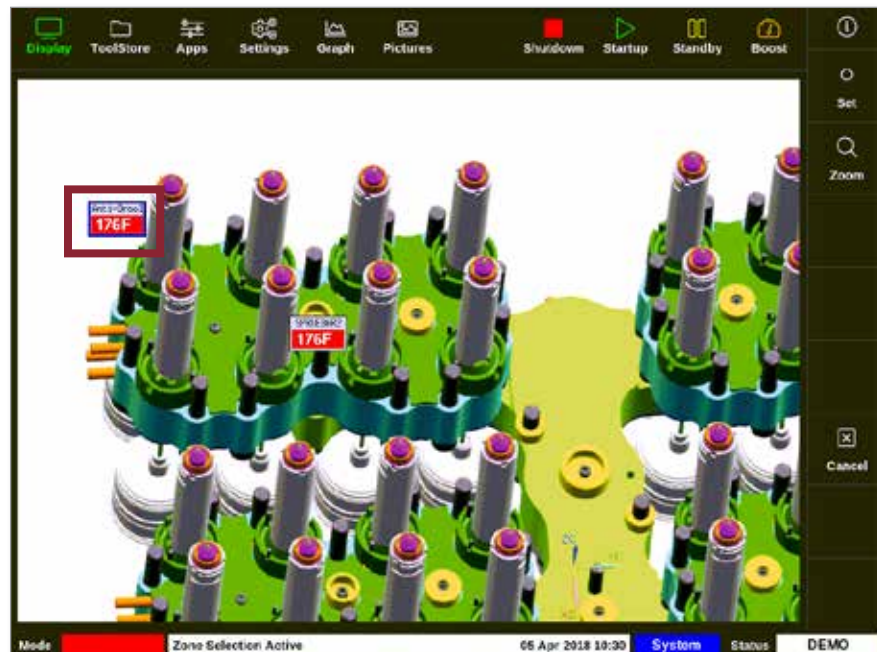 Display ToolStore Apps Settings Graph Pictures Shutdown Startup Standby Boost
Set
Zoom
176F
176F
Cancel
Mode Zone Selection Active 05 Apr 2018 10:30 System Status DEMO